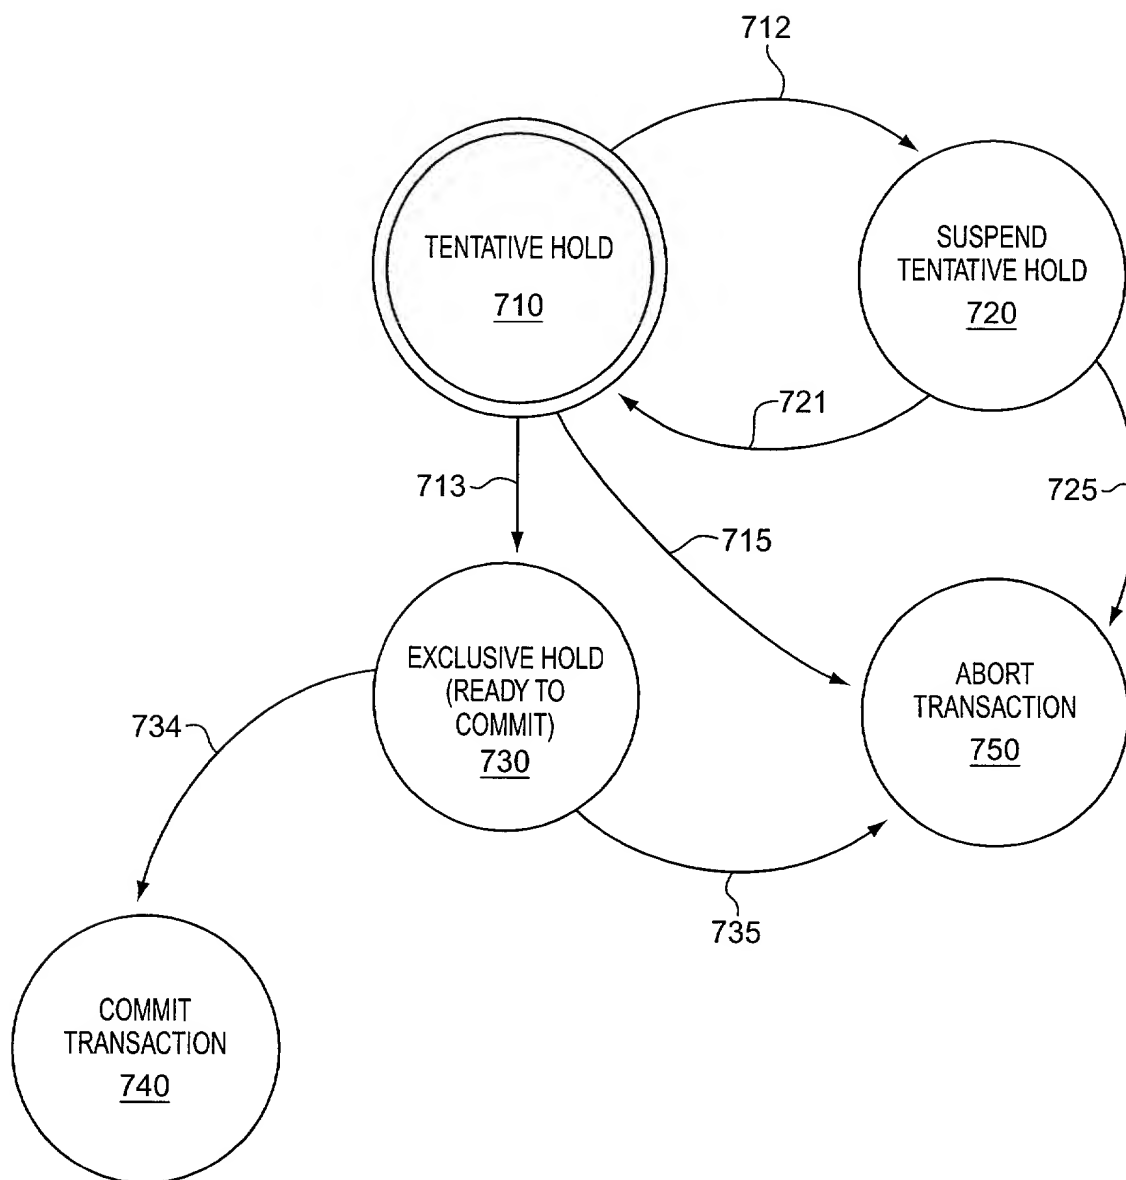 712
TENTATIVE HOLD
710
SUSPEND
TENTATIVE HOLD
720
721
713
715
725
EXCLUSIVE HOLD
(READY TO
COMMIT)
730
ABORT
TRANSACTION
750
734
735
COMMIT
TRANSACTION
740